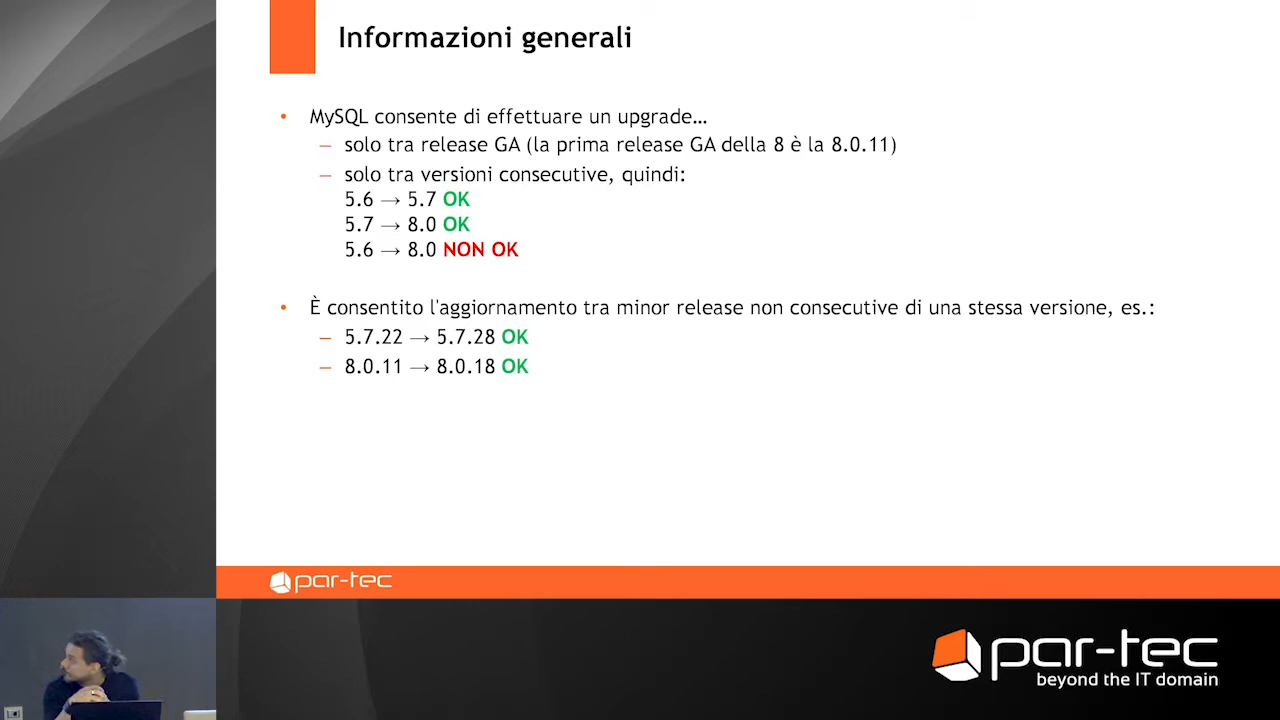 Informazioni generali
• MySQL consente di effettuare un upgrade…
– solo tra release GA (la prima release GA della 8 è la 8.0.11)
– solo tra versioni consecutive, quindi:
5.6 → 5.7 OK
5.7 → 8.0 OK
5.6 → 8.0 NON OK
• È consentito l'aggiornamento tra minor release non consecutive di una stessa versione, es.:
– 5.7.22 → 5.7.28 OK
– 8.0.11 → 8.0.18 OK
par-tec
par-tec
beyond the IT domain